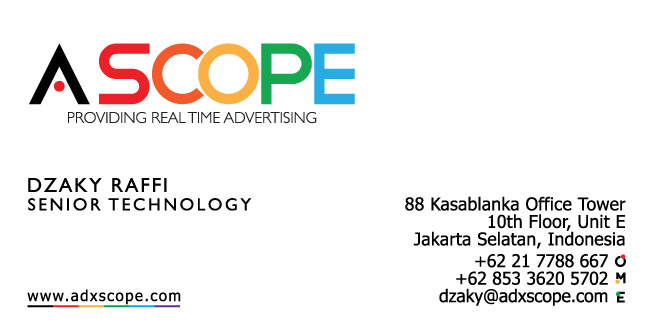 ASCOPE
PROVIDING REAL TIME ADVERTISING
DZAKY RAFFI
SENIOR TECHNOLOGY
88 Kasablanka Office Tower
10th Floor, Unit E
Jakarta Selatan, Indonesia
+62 21 7788 667 O
+62 853 3620 5702 M
dzaky@adxscope.com E
www.adxscope.com